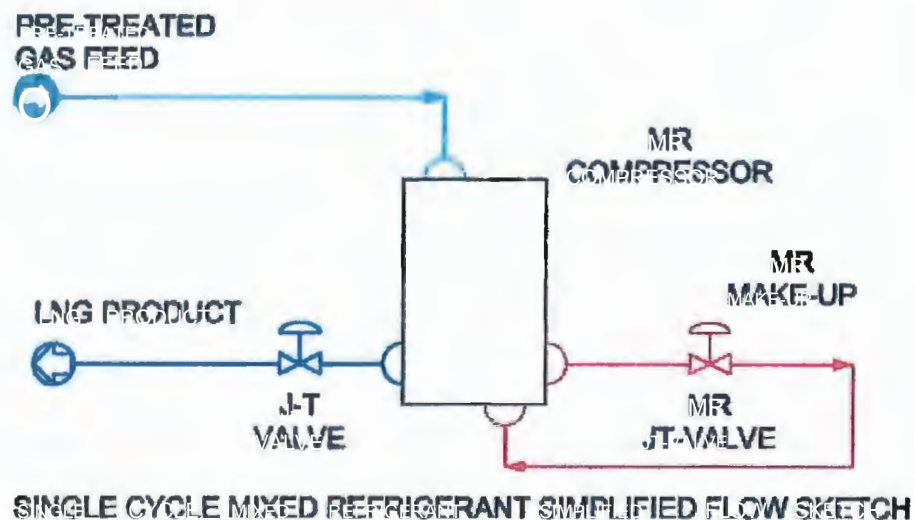 PRE-TREATED
GAS FEED
MR
COMPRESSOR
MR
MAKE-UP
LNG PRODUCT
J-T
VALVE
MR
JT-VALVE
SINGLE CYCLE MIXED REFRIGERANT SIMPLIFIED FLOW SKETCH